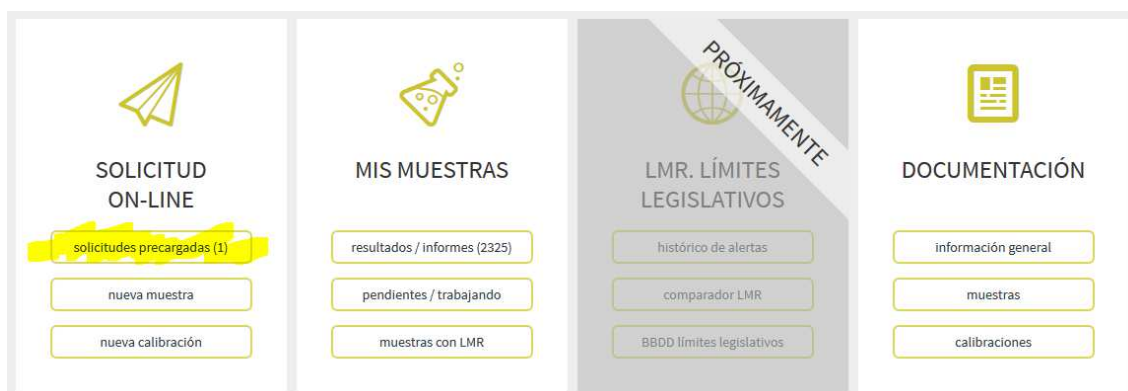 SOLICITUD
ON-LINE
solicitudes precargadas (1)
nueva muestra
nueva calibración
MIS MUESTRAS
resultados / informes (2325)
pendientes / trabajando
muestras con LMR
PRÓXIMAMENTE
LMR. LÍMITES
LEGISLATIVOS
histórico de alertas
comparador LMR
BBDD límites legislativos
DOCUMENTACIÓN
información general
muestras
calibraciones